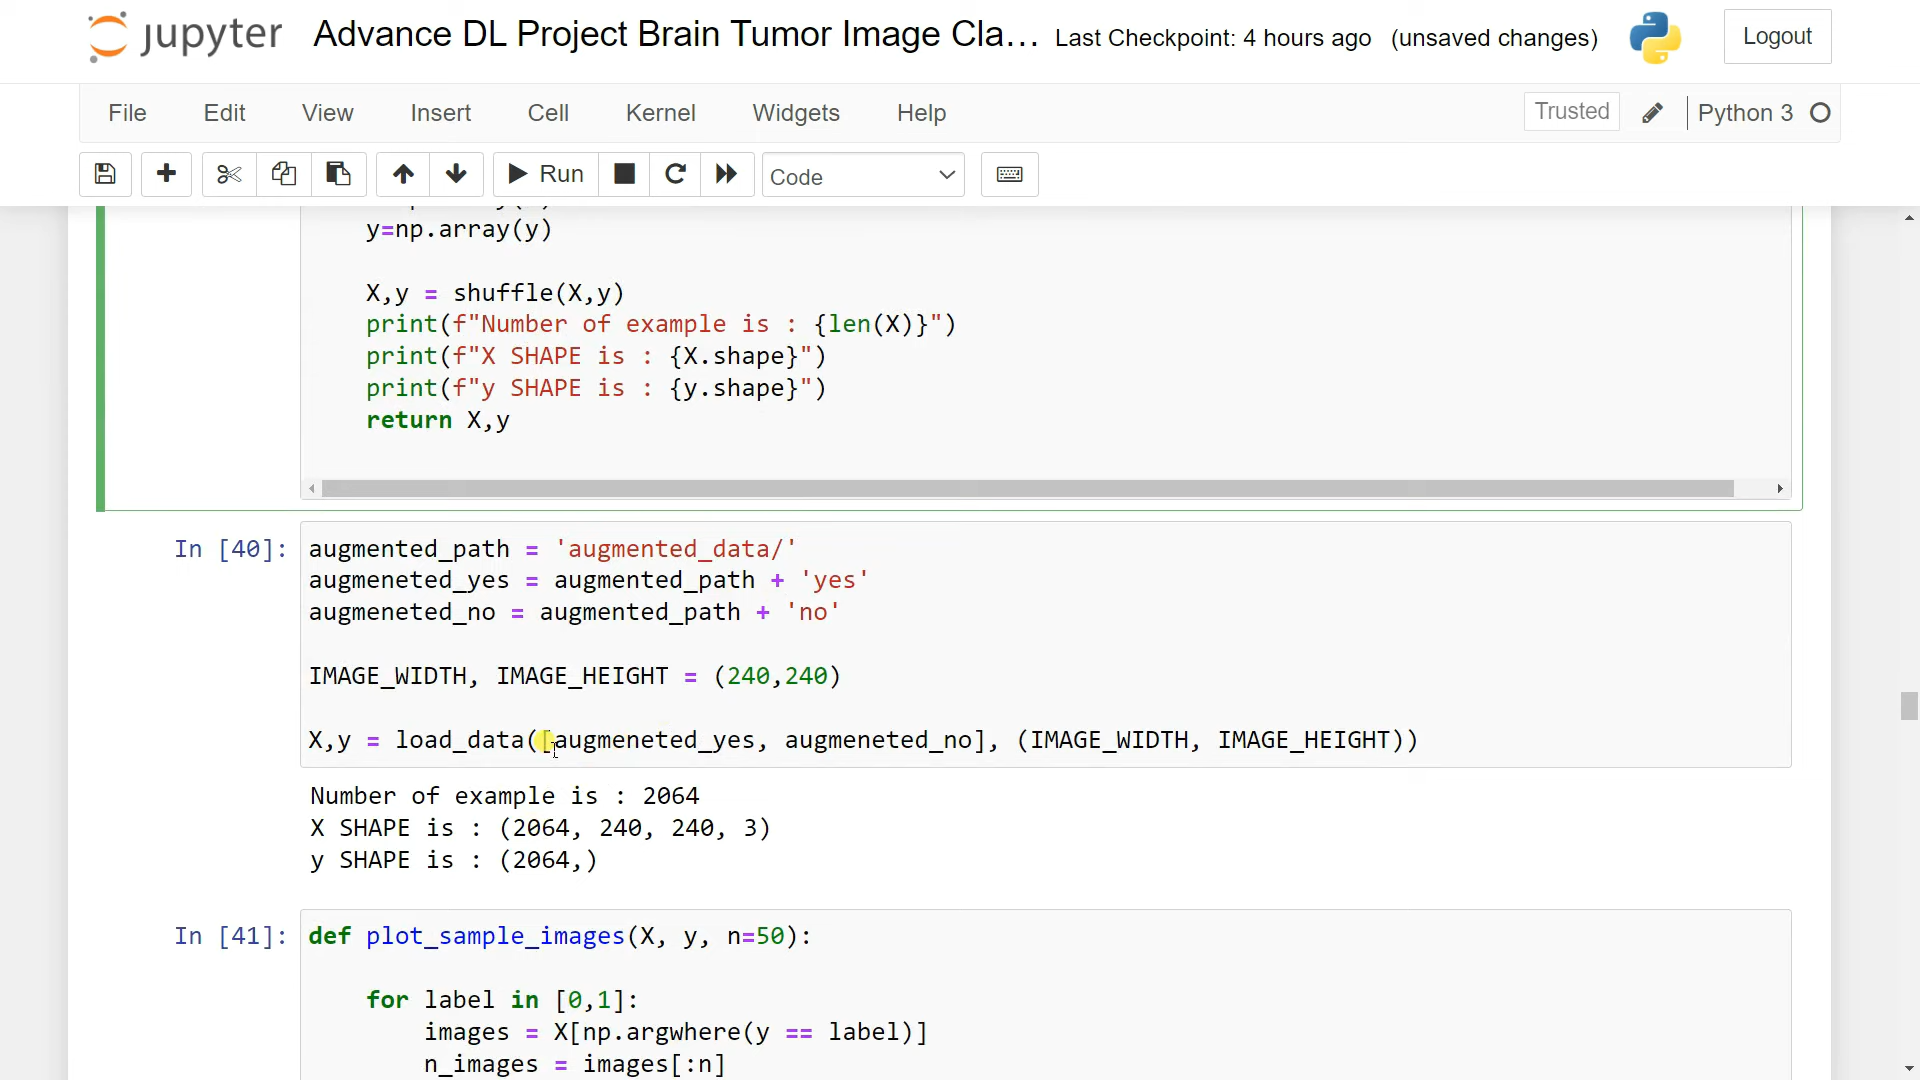 jupyter Advance DL Project Brain Tumor Image Cla... Last Checkpoint: 4 hours ago (unsaved changes) Logout
File Edit View Insert Cell Kernel Widgets Help Trusted Python 3
Run Code
y=np.array(y)
X,y = shuffle(X,y)
print(f"Number of example is : {len(X)}")
print(f"X SHAPE is : {X.shape}")
print(f"y SHAPE is : {y.shape}")
return X,y
In [40]: augmented_path = 'augmented_data/'
augmeneted_yes = augmented_path + 'yes'
augmeneted_no = augmented_path + 'no'
IMAGE_WIDTH, IMAGE_HEIGHT = (240,240)
X,y = load_data([augmeneted_yes, augmeneted_no], (IMAGE_WIDTH, IMAGE_HEIGHT))
Number of example is : 2064
X SHAPE is : (2064, 240, 240, 3)
y SHAPE is : (2064,)
In [41]: def plot_sample_images(X, y, n=50):
for label in [0,1]:
images = X[np.argwhere(y == label)]
n_images = images[:n]